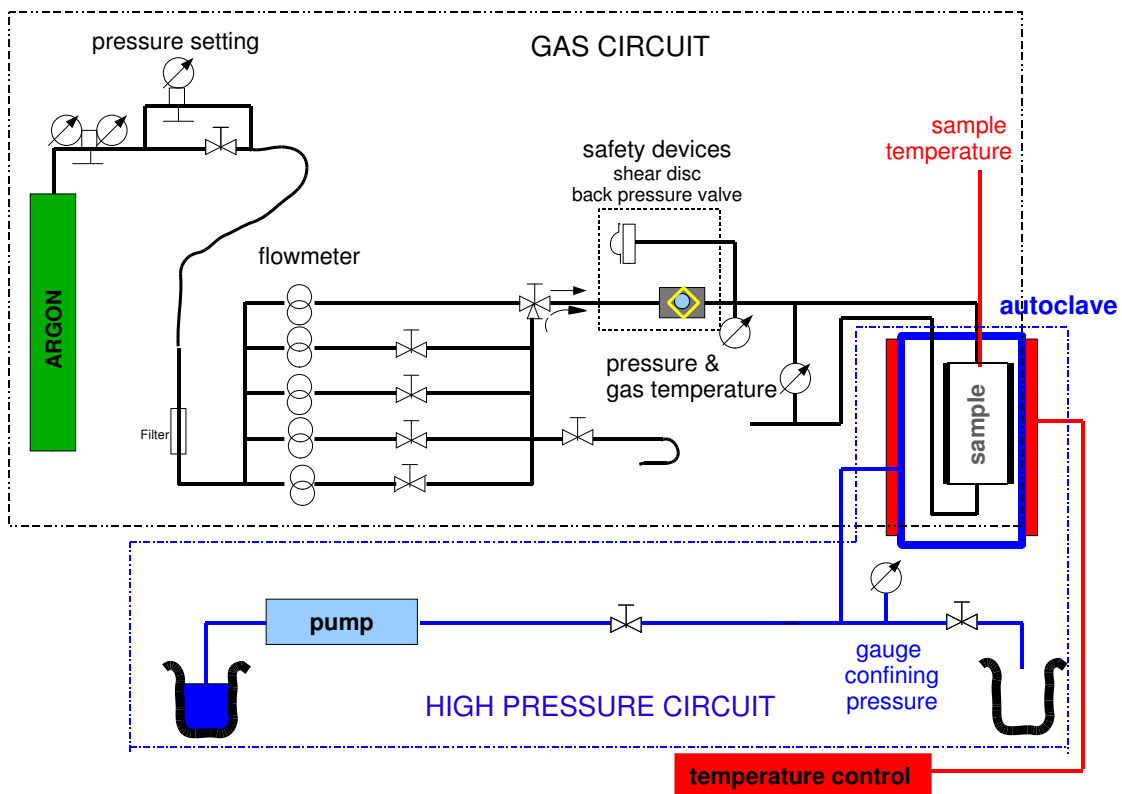 pressure setting
GAS CIRCUIT
sample
temperature
safety devices
shear disc
back pressure valve
flowmeter
ARGON
autoclave
pressure &
gas temperature
Filter
sample
pump
gauge
confining
pressure
HIGH PRESSURE CIRCUIT
temperature control